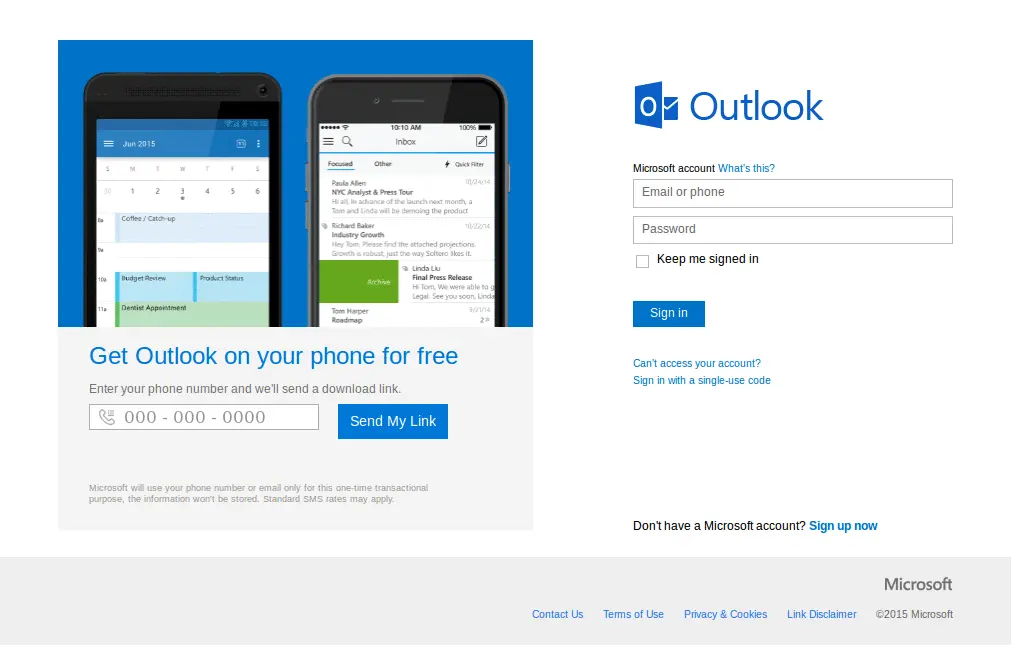 Jun 2015
S M T W T F S
30 1 2 3 4 5 6
8a Coffee / Catch-up
9a
10a Budget Review Product Status
11a Dentist Appointment
10:10 AM 100%
Inbox
Focused Other Quick Filter
Paula Allen 10/24/14
NYC Analyst & Press Tour
Hi all, In advance of the launch next month, a
Tom and Linda will be demoing the product
Richard Baker 10/22/14
Industry Growth
Hey Tom, Please find the attached projections.
Growth is robust, just the way Soltero likes it.
Archive
Linda Liu
Final Press Release
Hi Tom, We were able to g
Legal. See you soon, Linda
Tom Harper 9/21/14
Roadmap 2»
Get Outlook on your phone for free
Enter your phone number and we'll send a download link.
000 - 000 - 0000
Send My Link
Microsoft will use your phone number or email only for this one-time transactional
purpose, the information won't be stored. Standard SMS rates may apply.
Outlook
Microsoft account What's this?
Email or phone
Password
Keep me signed in
Sign in
Can't access your account?
Sign in with a single-use code
Don't have a Microsoft account? Sign up now
Microsoft
Contact Us Terms of Use Privacy & Cookies Link Disclaimer ©2015 Microsoft